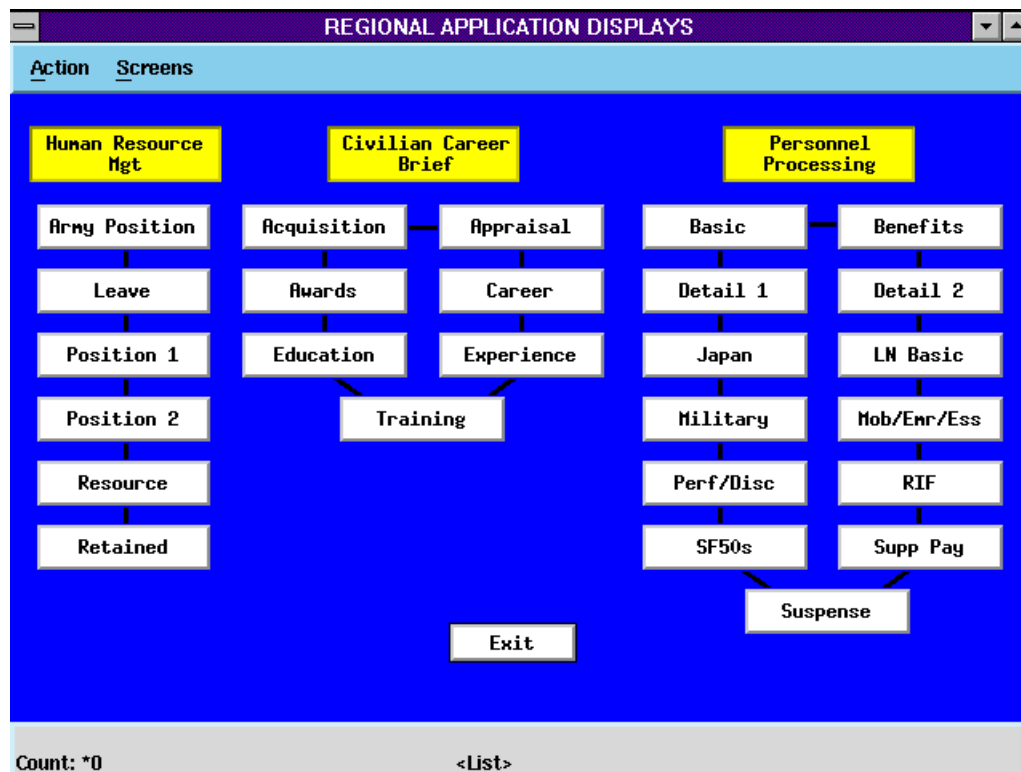 REGIONAL APPLICATION DISPLAYS
Action Screens
Human Resource
Mgt
Civilian Career
Brief
Personnel
Processing
Army Position
Acquisition
Appraisal
Basic
Benefits
Leave
Awards
Career
Detail 1
Detail 2
Position 1
Education
Experience
Japan
LN Basic
Position 2
Training
Military
Mob/Emr/Ess
Resource
Perf/Disc
RIF
Retained
SF50s
Supp Pay
Suspense
Exit
Count: *0
<List>